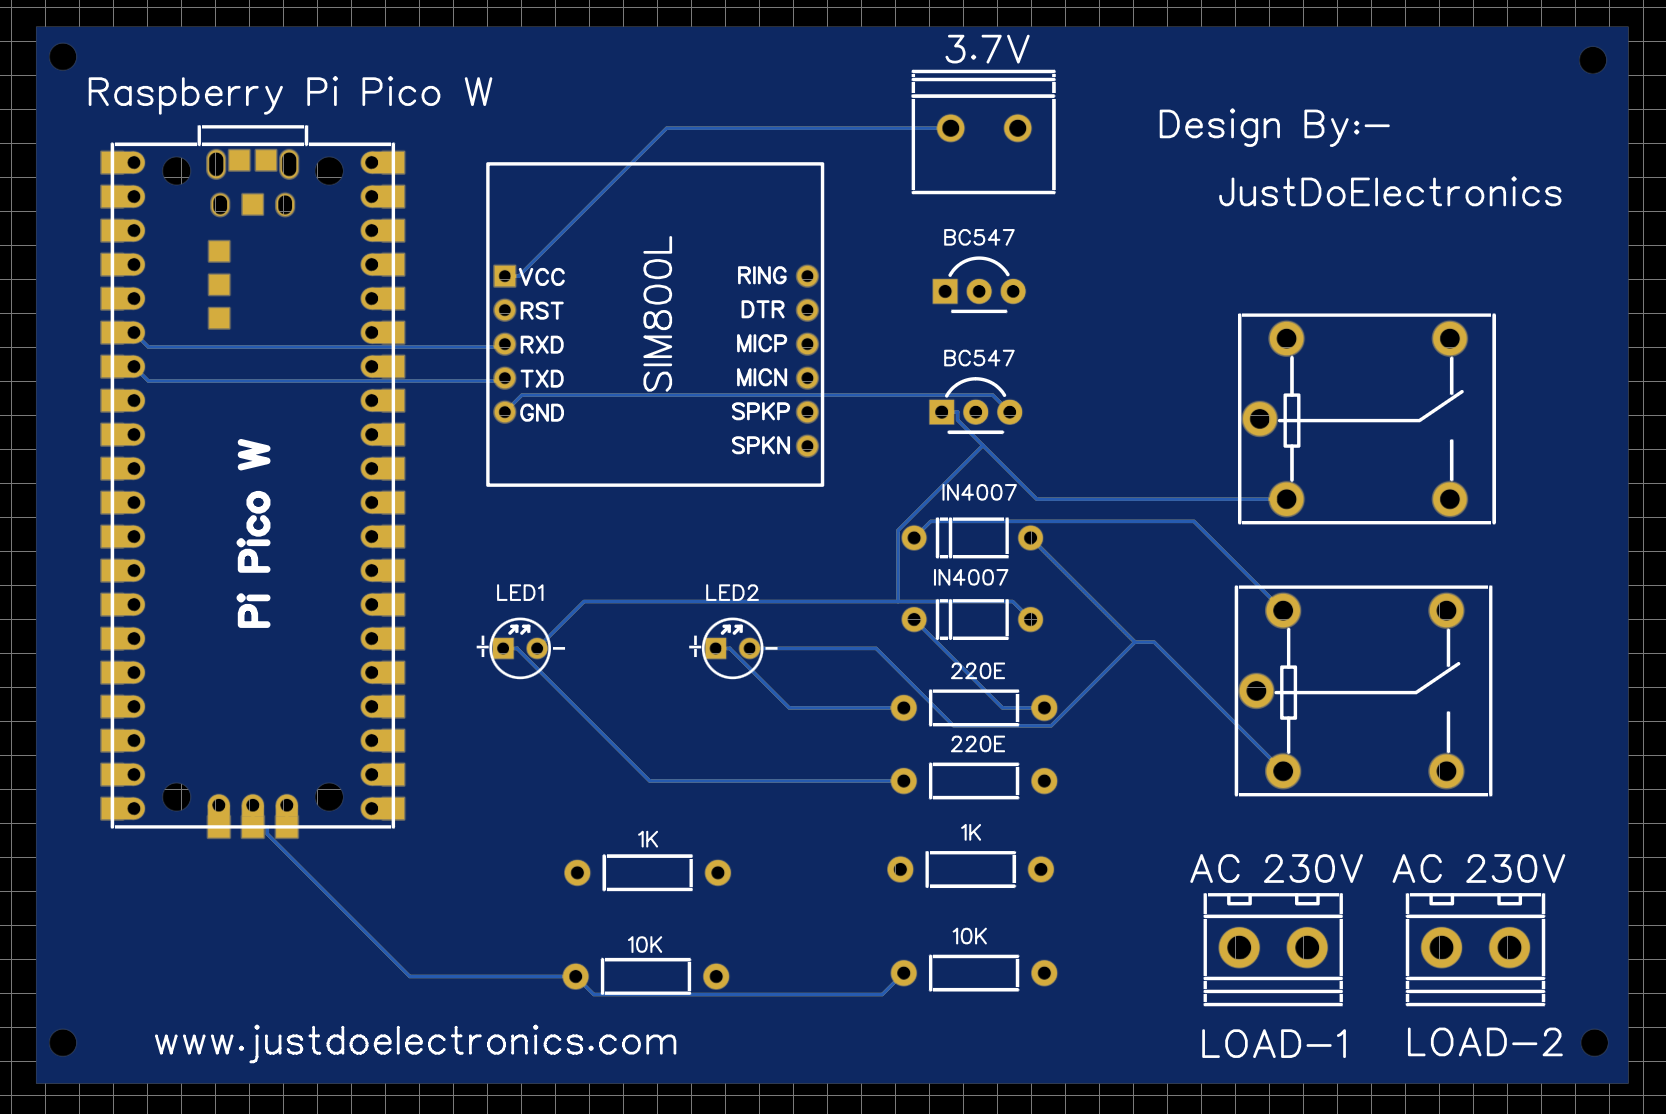 3.7V
Raspberry Pi Pico W
Design By:-
JustDoElectronics
BC547
SIM800L
VCC
RST
RXD
TXD
GND
RING
DTR
MICP
MICN
SPKP
SPKN
BC547
Pi Pico W
IN4007
IN4007
LED1
LED2
+ -
+ -
220E
220E
1K
1K
10K
10K
AC 230V
AC 230V
LOAD-1
LOAD-2
www.justdoelectronics.com